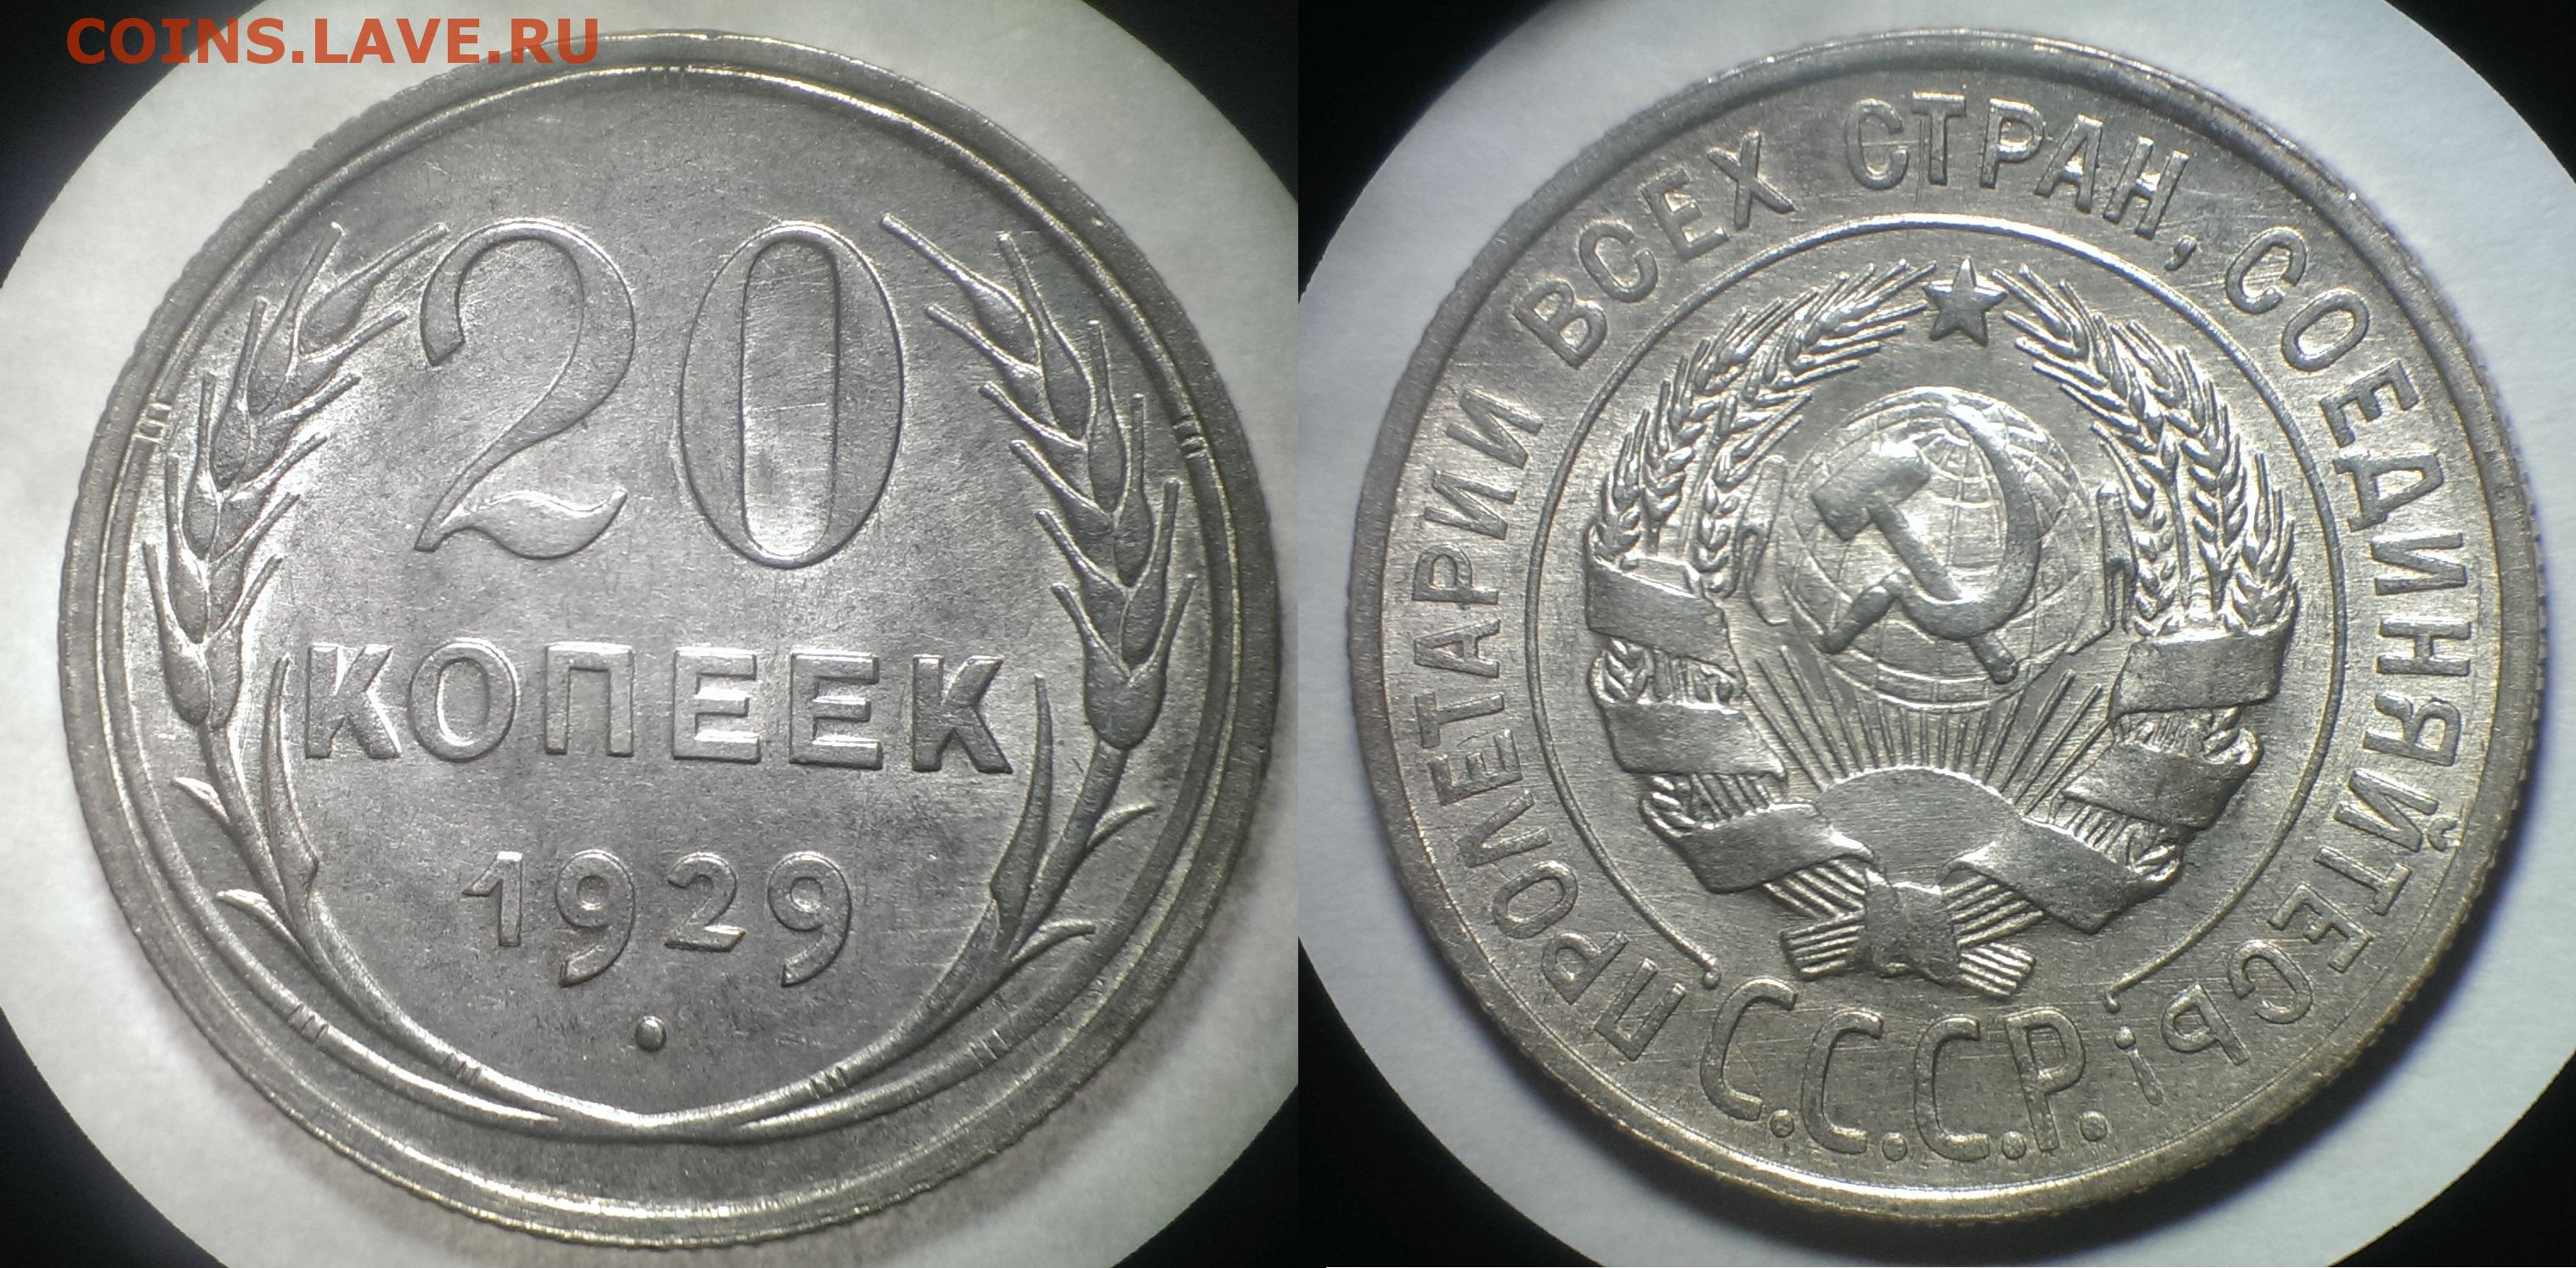 COINS.LAVE.RU
20
КОПЕЕК
1929
ПРОЛЕТАРИИ ВСЕХ СТРАН, СОЕДИНЯЙТЕСЬ!
С.С.С.Р.